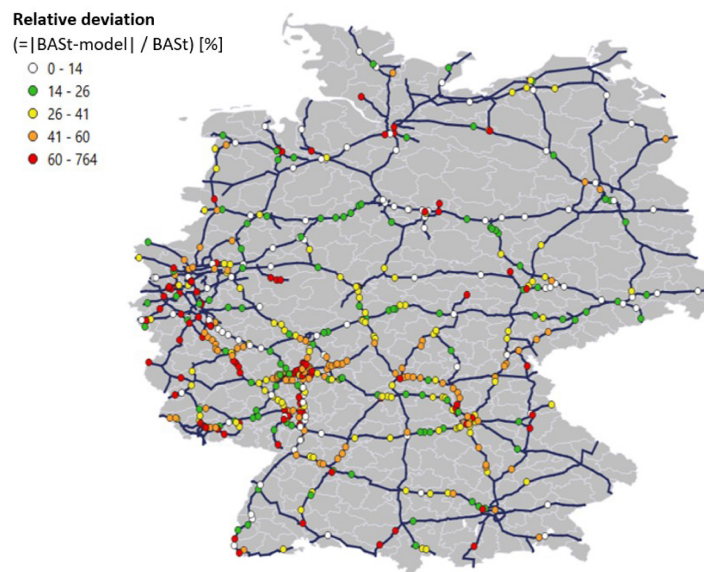 Relative deviation
(=|BASt-model| / BASt) [%]
0 - 14
14 - 26
26 - 41
41 - 60
60 - 764